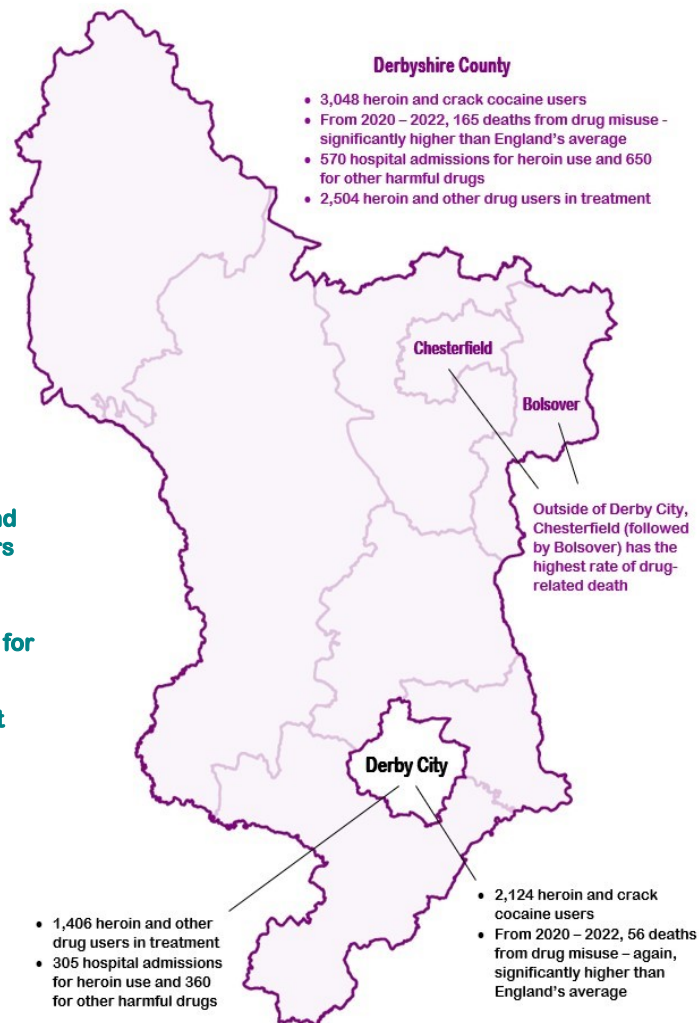 Derbyshire County
• 3,048 heroin and crack cocaine users
• From 2020 – 2022, 165 deaths from drug misuse -
significantly higher than England's average
• 570 hospital admissions for heroin use and 650
for other harmful drugs
• 2,504 heroin and other drug users in treatment
Chesterfield
Bolsover
Outside of Derby City,
Chesterfield (followed
by Bolsover) has the
highest rate of drug-
related death
for
Derby City
• 1,406 heroin and other
drug users in treatment
• 305 hospital admissions
for heroin use and 360
for other harmful drugs
• 2,124 heroin and crack
cocaine users
• From 2020 – 2022, 56 deaths
from drug misuse – again,
significantly higher than
England's average